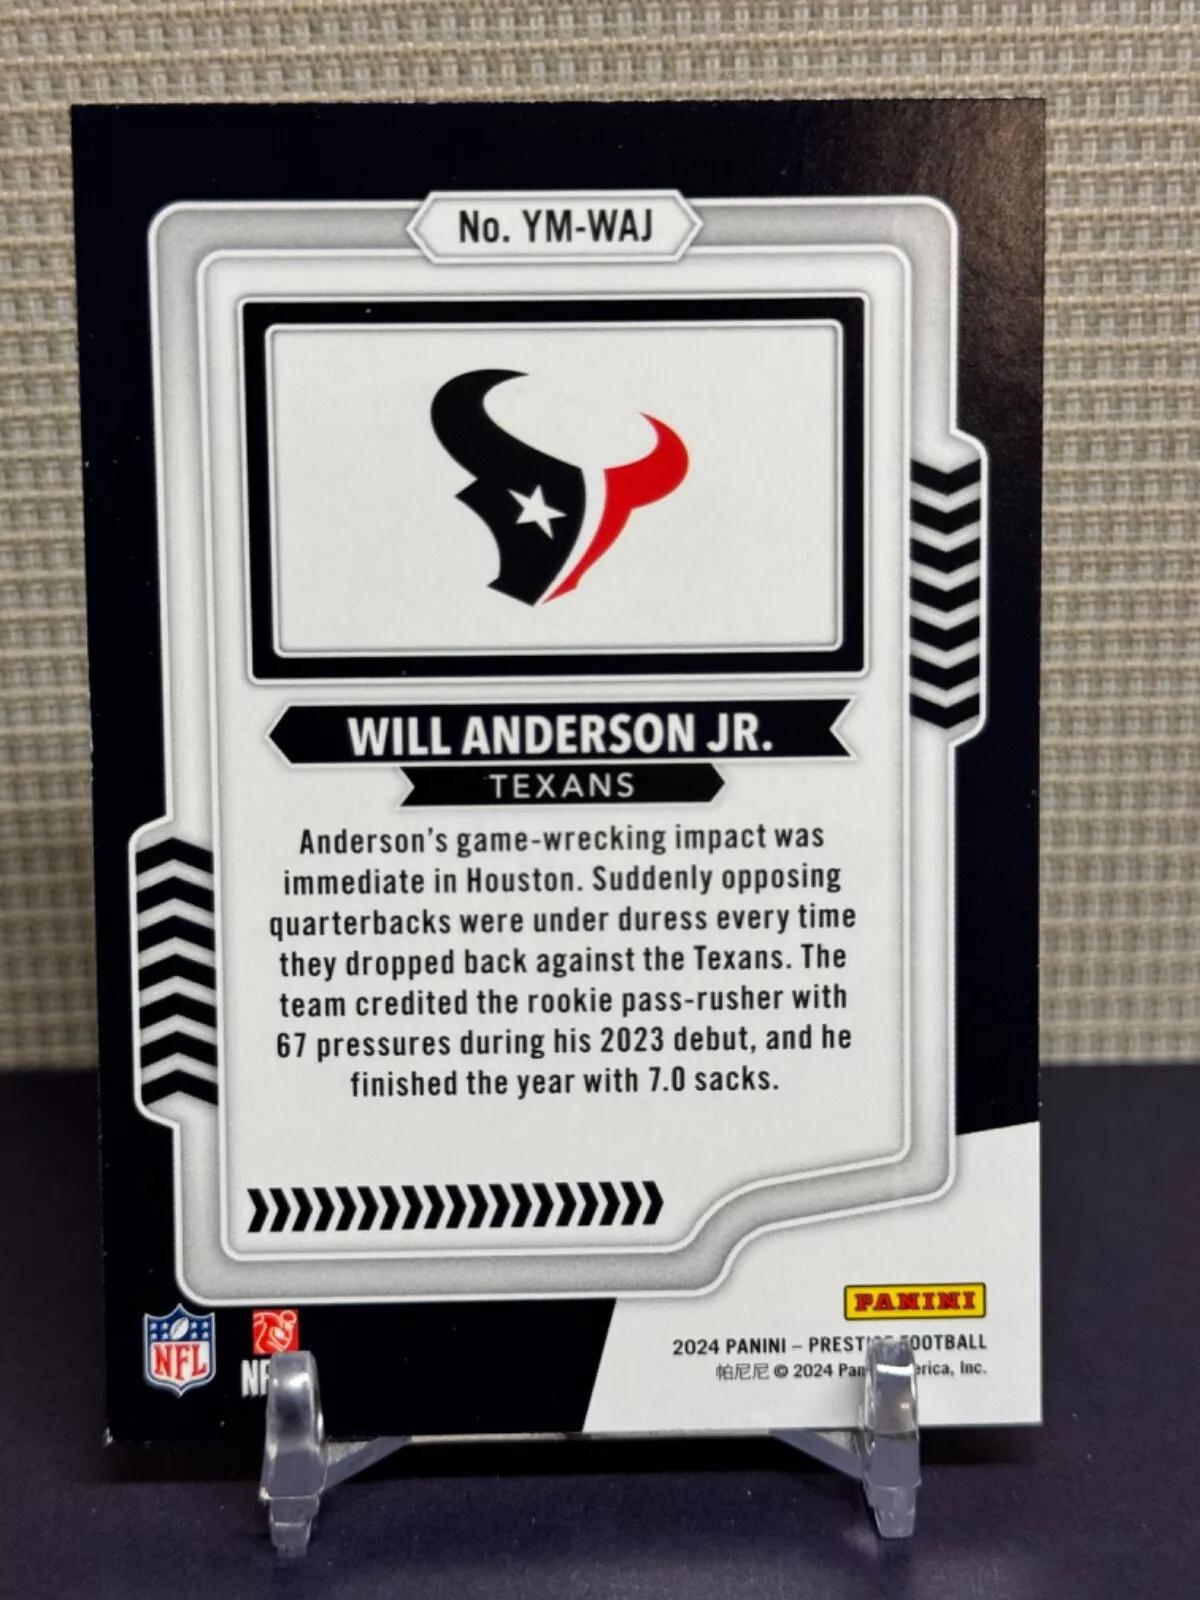 No. YM-WAJ
WILL ANDERSON JR.
TEXANS
Anderson's game-wrecking impact was
immediate in Houston. Suddenly opposing
quarterbacks were under duress every time
they dropped back against the Texans. The
team credited the rookie pass-rusher with
67 pressures during his 2023 debut, and he
finished the year with 7.0 sacks.
PANINI
NFL
2024 PANINI – FOOTBALL
帕尼尼 © 2024 Inc.